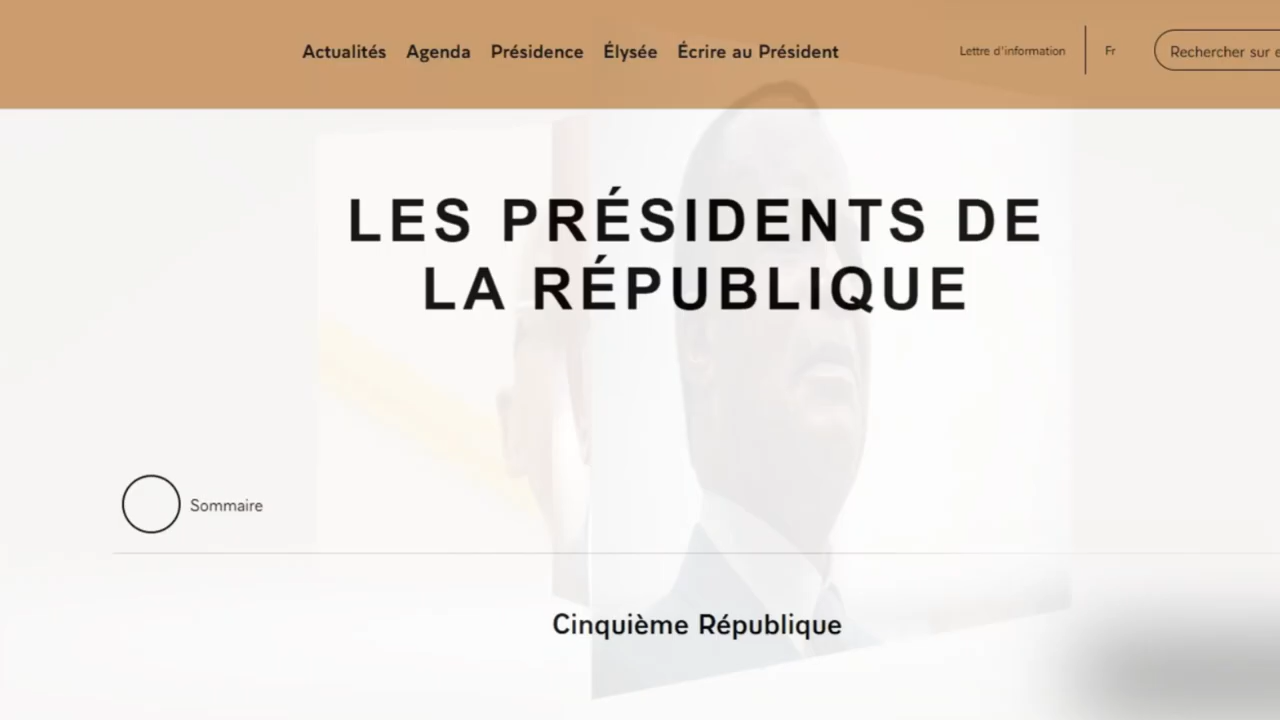 Actualités Agenda Présidence Élysée Écrire au Président Lettre d'information Fr Rechercher sur
LES PRÉSIDENTS DE
LA RÉPUBLIQUE
Sommaire
Cinquième République